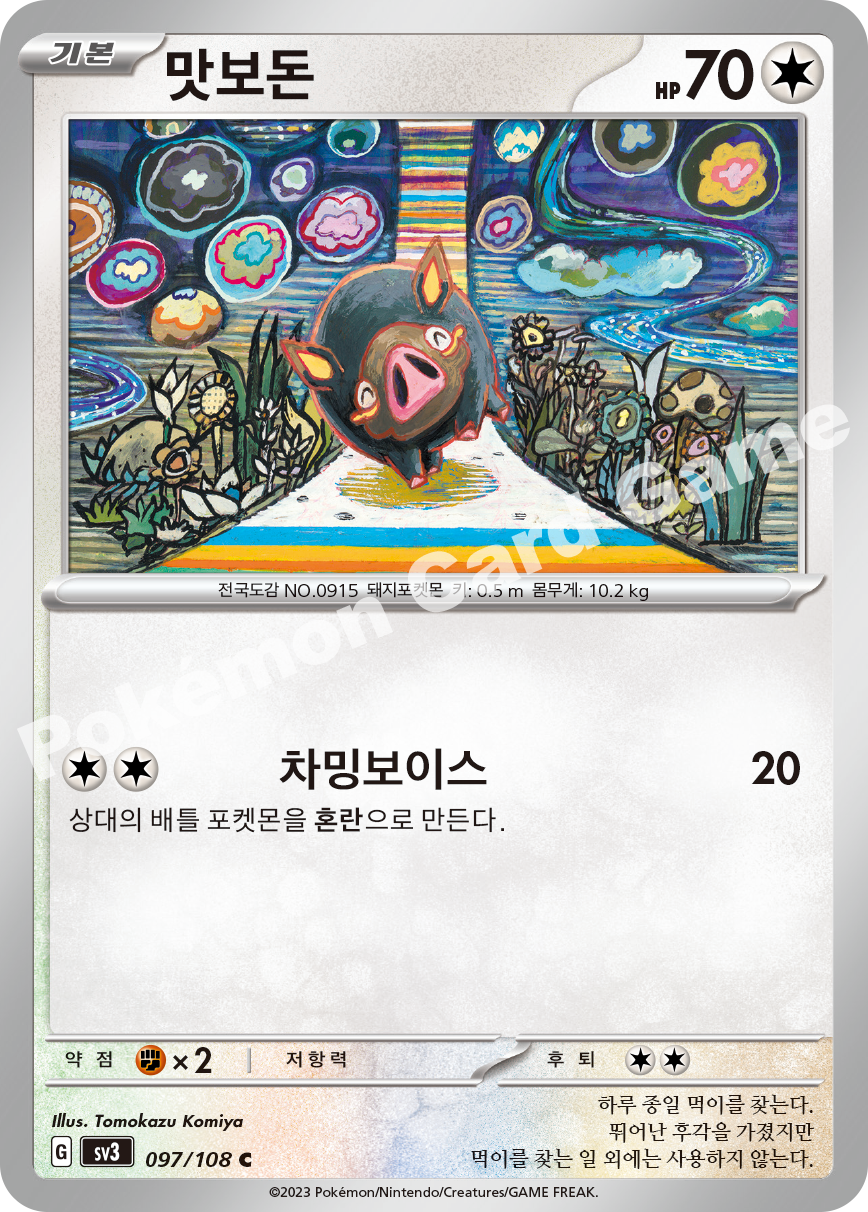 기본 맛보돈 HP 70
전국도감 NO.0915 돼지포켓몬 키: 0.5 m 몸무게: 10.2 kg
차밍보이스 20
상대의 배틀 포켓몬을 혼란으로 만든다.
약점 ×2 저항력 후퇴
Illus. Tomokazu Komiya
G sv3 097/108 C
하루 종일 먹이를 찾는다.
뛰어난 후각을 가졌지만
먹이를 찾는 일 외에는 사용하지 않는다.
©2023 Pokémon/Nintendo/Creatures/GAME FREAK.
Pokémon Card Game